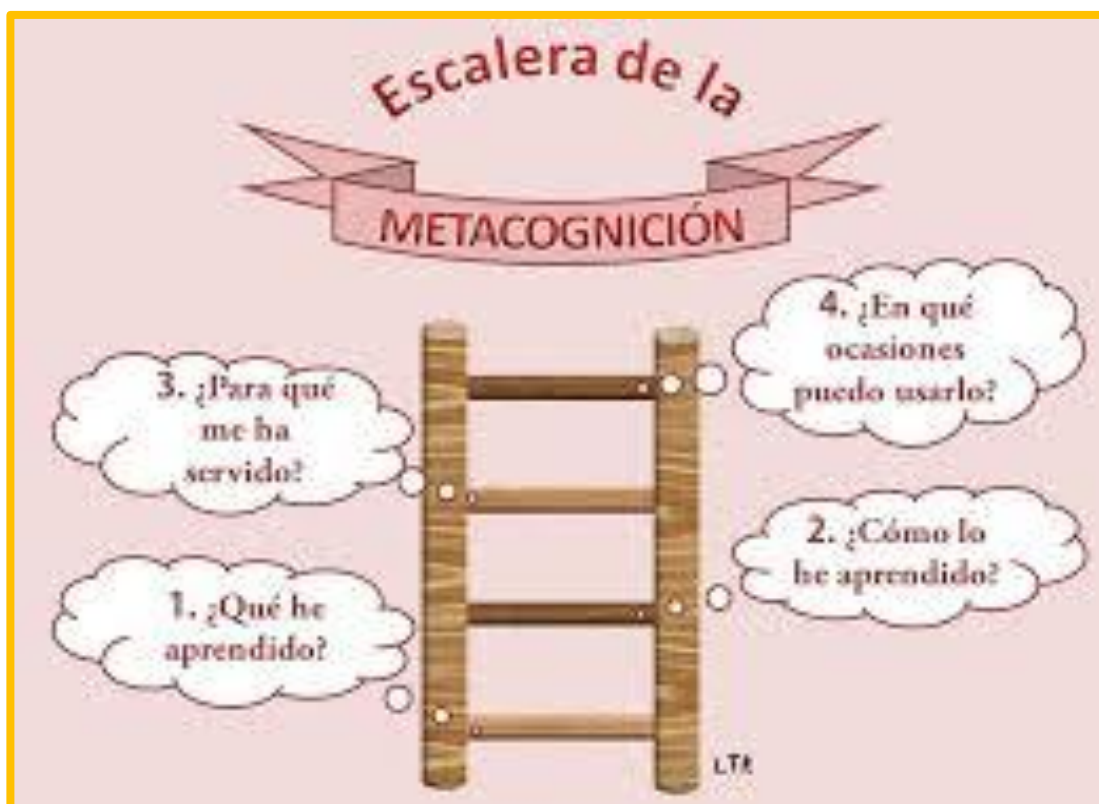 Escalera de la
METACOGNICIÓN
4. ¿En qué
ocasiones
puedo usarlo?
3. ¿Para qué
me ha
servido?
2. ¿Cómo lo
he aprendido?
1. ¿Qué he
aprendido?
LTR